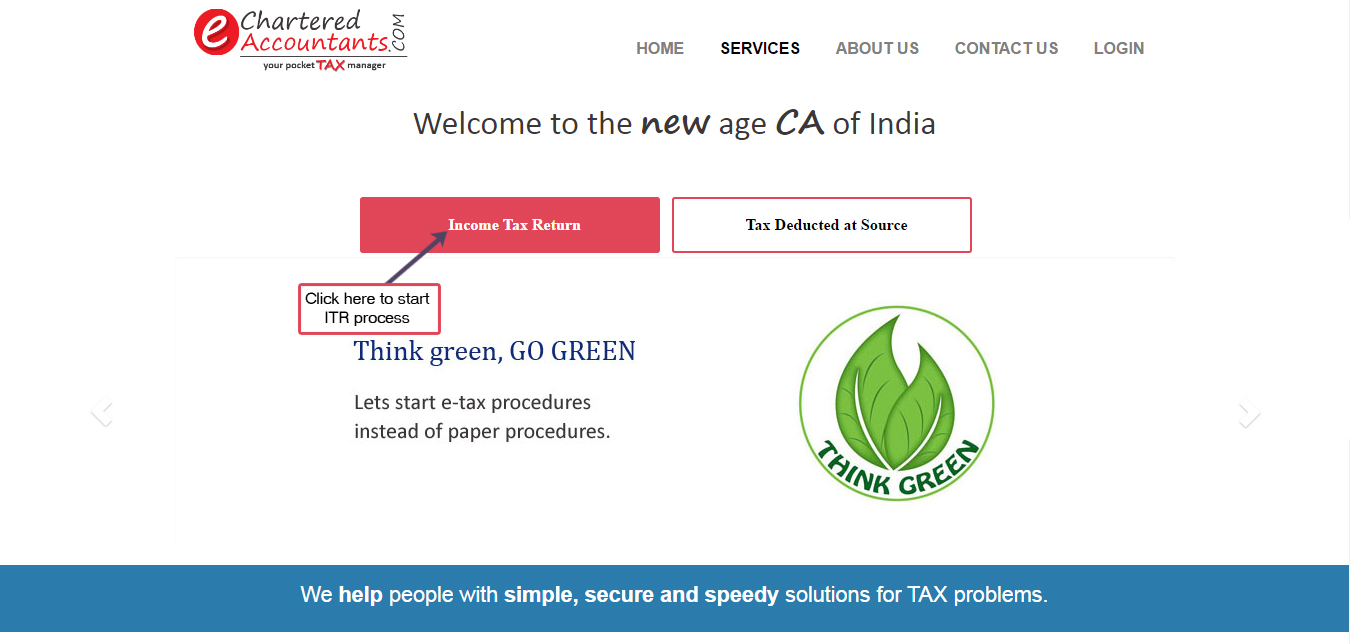 e Chartered
Accountants.COM
your pocket TAX manager
HOME SERVICES ABOUT US CONTACT US LOGIN
Welcome to the new age CA of India
Income Tax Return
Tax Deducted at Source
Click here to start
ITR process
Think green, GO GREEN
Lets start e-tax procedures
instead of paper procedures.
THINK GREEN
We help people with simple, secure and speedy solutions for TAX problems.